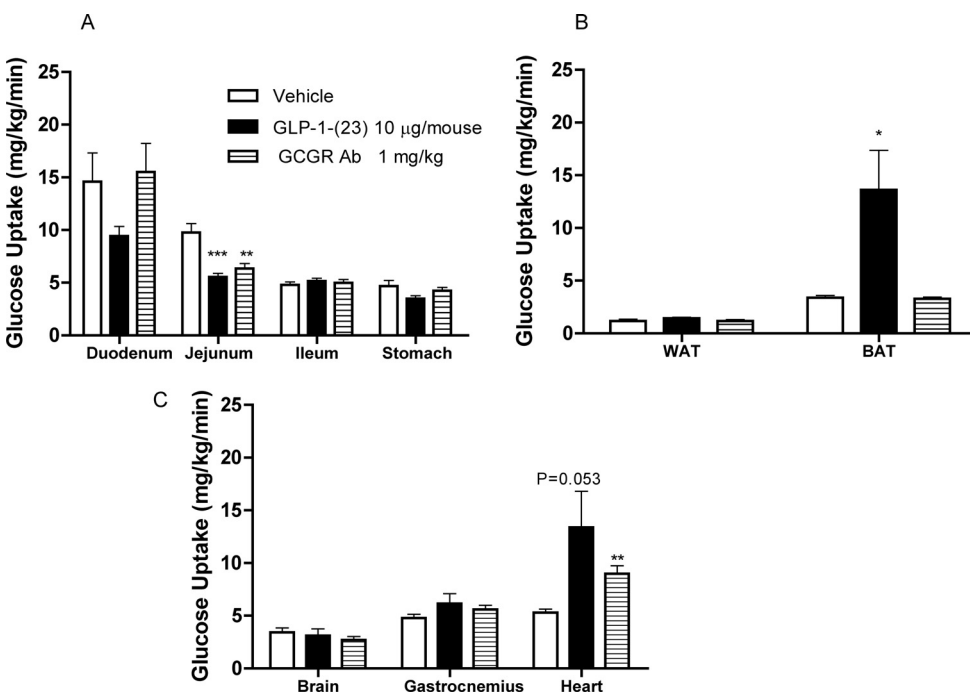 A
Glucose Uptake (mg/kg/min)
25
20
15
10
5
0
Vehicle
GLP-1-(23) 10 µg/mouse
GCGR Ab 1 mg/kg
*** **
Duodenum Jejunum Ileum Stomach
B
Glucose Uptake (mg/kg/min)
25
20
15
10
5
0
*
WAT BAT
C
Glucose Uptake (mg/kg/min)
25
20
15
10
5
0
P=0.053
**
Brain Gastrocnemius Heart